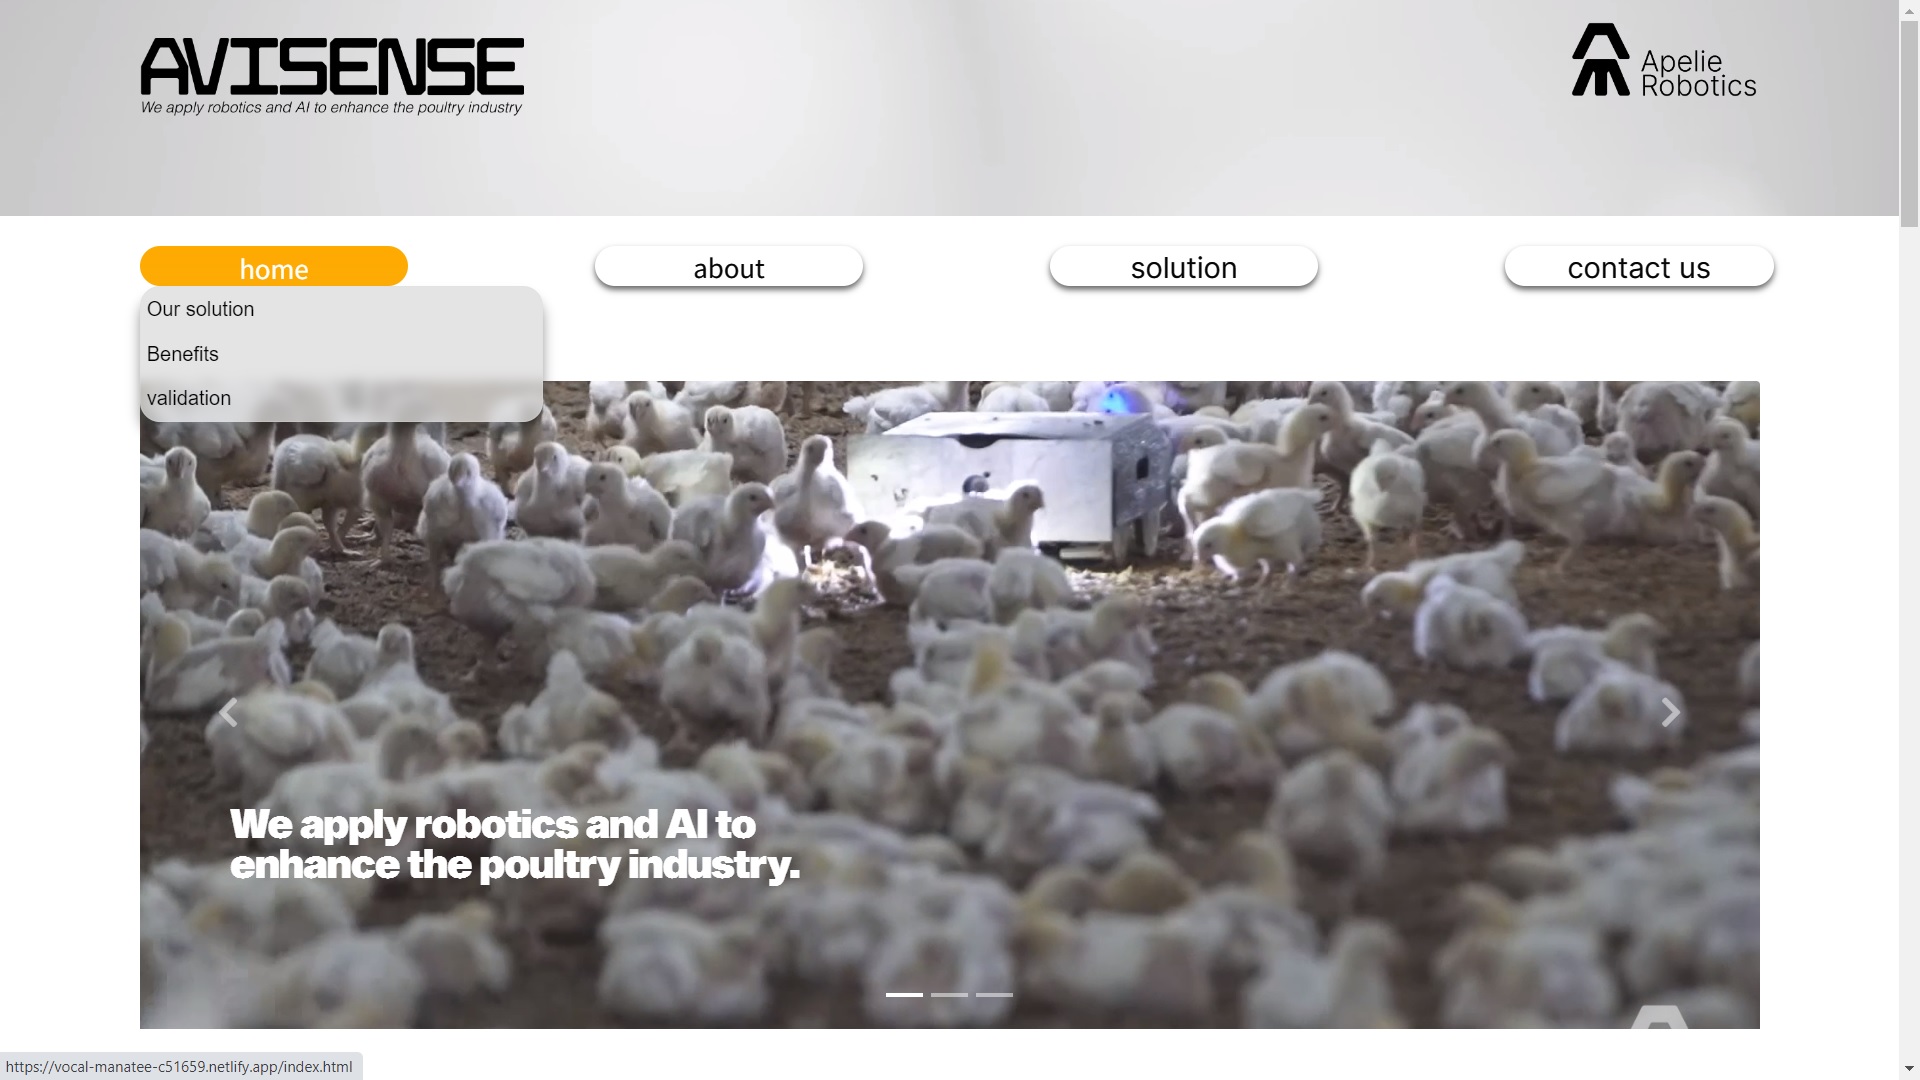 AVISENSE
We apply robotics and AI to enhance the poultry industry
Apelie
Robotics
home
about
solution
contact us
Our solution
Benefits
validation
We apply robotics and AI to
enhance the poultry industry.
https://vocal-manatee-c51659.netlify.app/index.html